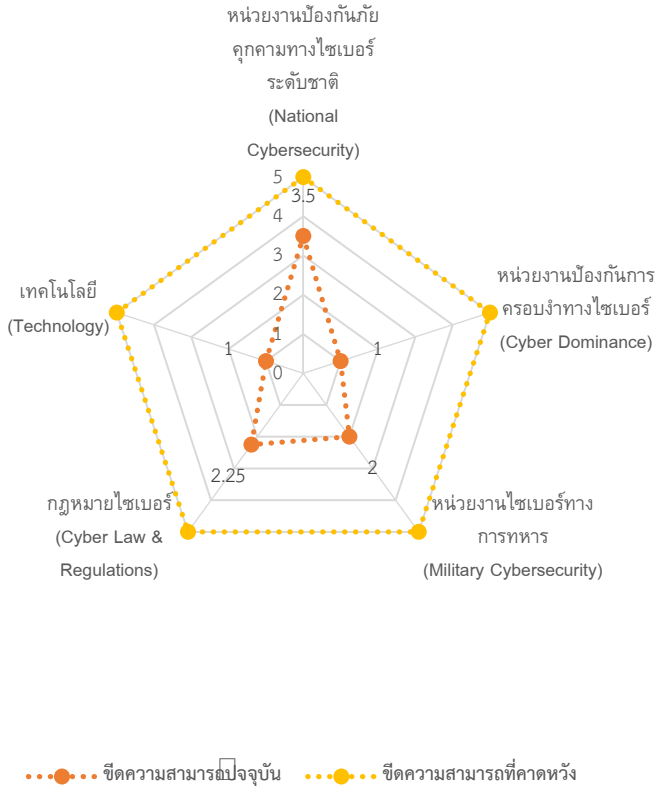 หน่วยงานป้องกันภัย
คุกคามทางไซเบอร์
ระดับชาติ
(National
Cybersecurity)
5
3.5
4
3
2
1
0
หน่วยงานป้องกันการ
ครอบงำทางไซเบอร์
(Cyber Dominance)
1
หน่วยงานไซเบอร์ทาง
การทหาร
(Military Cybersecurity)
2
กฎหมายไซเบอร์
(Cyber Law &
Regulations)
2.25
เทคโนโลยี
(Technology)
1
ขีดความสามารถปัจจุบัน
ขีดความสามารถที่คาดหวัง